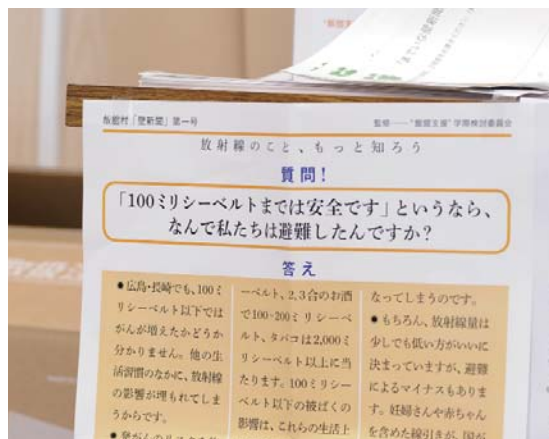 飯舘村「壁新聞」第一号
監修──"飯舘支援"学際検討委員会
放射線のこと、もっと知ろう
質問！
「100ミリシーベルトまでは安全です」というなら、
なんで私たちは避難したんですか？
答え
●広島・長崎でも、100ミ
リシーベルト以下では
がんが増えたかどうか
分かりません。他の生
活習慣のなかに、放射線
の影響が埋もれてしま
うからです。
ーベルト、2,3合のお酒
で100-200ミリシーベ
ルト、タバコは2,000ミ
リシーベルト以上に当
たります。100ミリシー
ベルト以下の被ばくの
影響は、これらの生活上
なってしまうのです。
●もちろん、放射線量は
少しでも低い方がいいに
決まっていますが、避難
によるマイナスもありま
す。妊婦さんや赤ちゃん
を含めた線引きが、国が